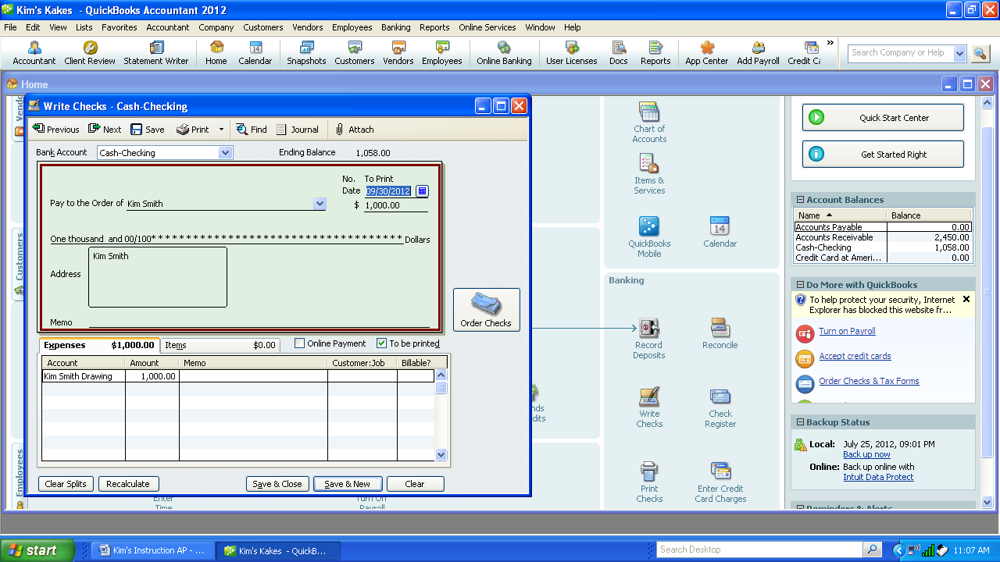 Kim's Kakes - QuickBooks Accountant 2012
File Edit View Lists Favorites Accountant Company Customers Vendors Employees Banking Reports Online Services Window Help
Accountant Client Review Statement Writer Home Calendar Snapshots Customers Vendors Employees Online Banking User Licenses Docs Reports App Center Add Payroll Credit Ca
Search Company or Help
Home
Write Checks - Cash-Checking
Previous Next Save Print Find Journal Attach
Bank Account Cash-Checking Ending Balance 1,058.00
No. To Print
Date 09/30/2012
Pay to the Order of Kim Smith $ 1,000.00
One thousand and 00/100* * * * * * * * * * * * * * * * * * * * * * * * * * * * * * * * * * * * Dollars
Kim Smith
Address
Memo
Order Checks
Expenses $1,000.00 Items $0.00 Online Payment To be printed
Account Amount Memo Customer:Job Billable?
Kim Smith Drawing 1,000.00
Clear Splits Recalculate Save & Close Save & New Clear
Vendo
Customers
Employees
nds
dits
Enter
Time
Turn On
Payroll
Chart of
Accounts
Items &
Services
QuickBooks
Mobile
Calendar
Banking
Record
Deposits
Reconcile
Write
Checks
Check
Register
Print
Checks
Enter Credit
Card Charges
Quick Start Center
Get Started Right
Account Balances
Name Balance
Accounts Payable 0.00
Accounts Receivable 2,450.00
Cash-Checking 1,058.00
Credit Card at Ameri... 0.00
Do More with QuickBooks
To help protect your security, Internet
Explorer has blocked this website fr...
Turn on Payroll
Accept credit cards
Order Checks & Tax Forms
Backup Status
Local: July 25, 2012, 09:01 PM
Back up now
Online: Back up online with
Intuit Data Protect
Reminders & Alerts
start Kim's Instruction AP - ... Kim's Kakes - QuickB... Search Desktop 11:07 AM